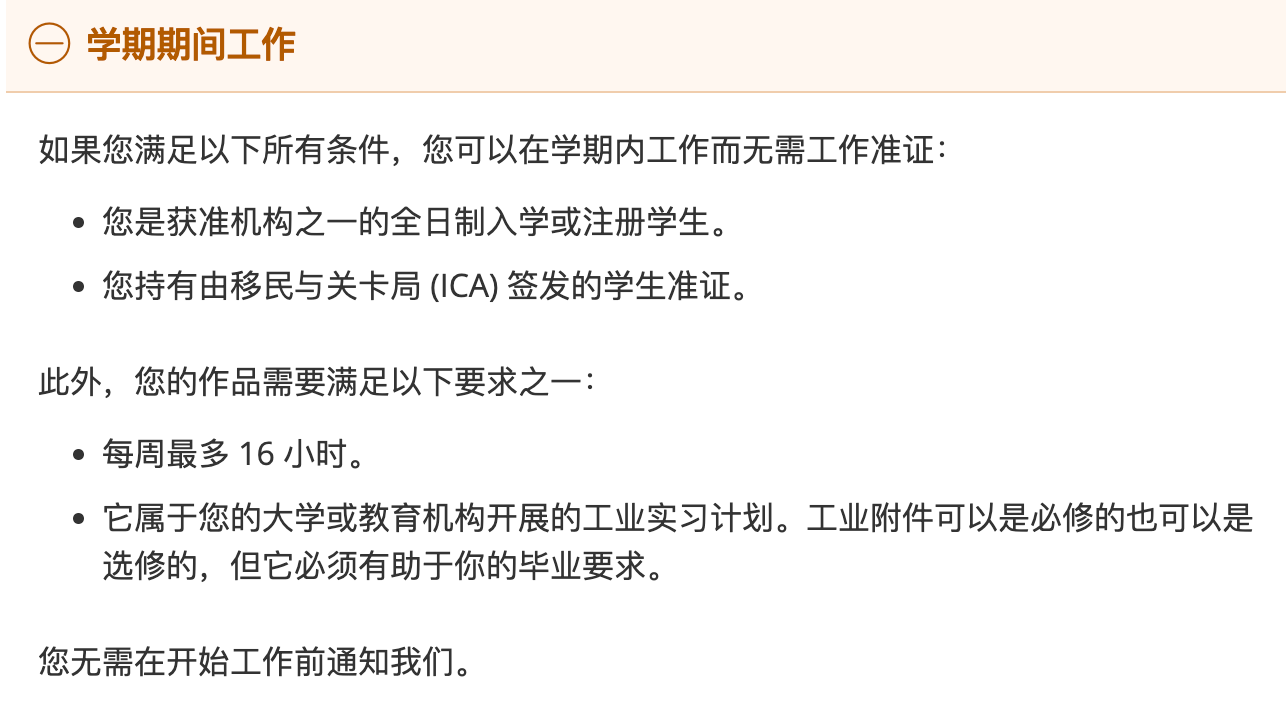 学期期间工作
如果您满足以下所有条件，您可以在学期内工作而无需工作准证：
• 您是获准机构之一的全日制入学或注册学生。
• 您持有由移民与关卡局 (ICA) 签发的学生准证。
此外，您的作品需要满足以下要求之一：
• 每周最多 16 小时。
• 它属于您的大学或教育机构开展的工业实习计划。工业附件可以是必修的也可以是
选修的，但它必须有助于你的毕业要求。
您无需在开始工作前通知我们。